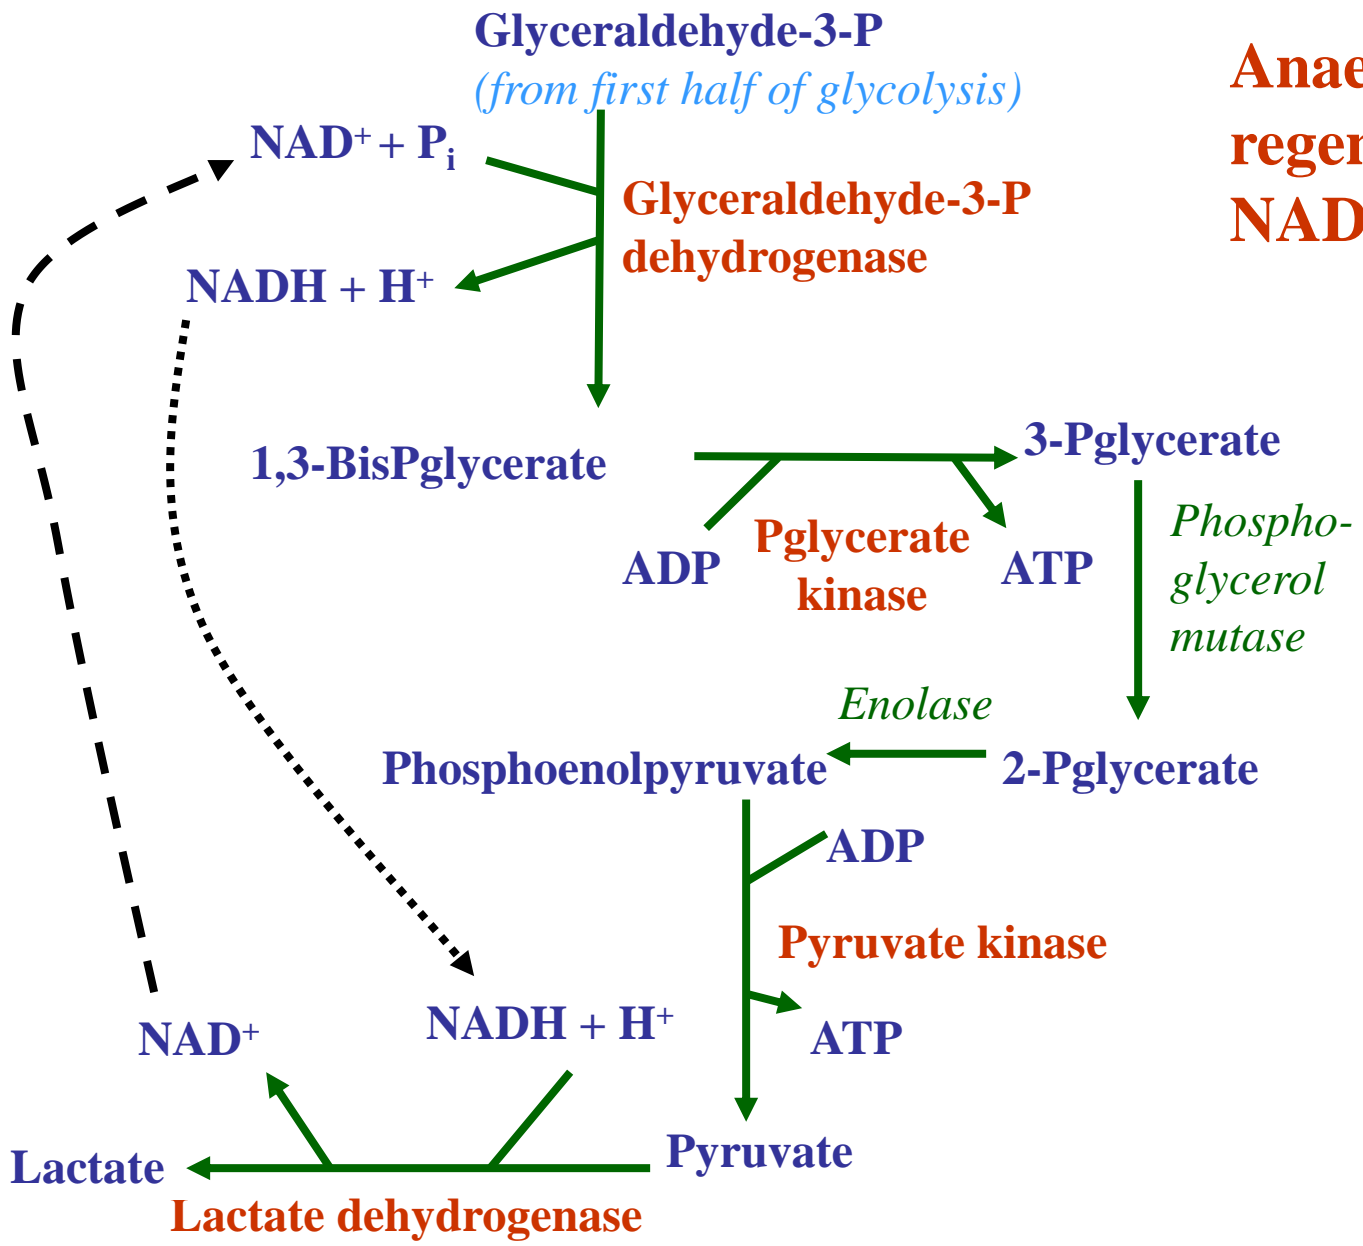 Glyceraldehyde-3-P
(from first half of glycolysis)
NAD⁺ + Pᵢ
Glyceraldehyde-3-P
dehydrogenase
NADH + H⁺
1,3-BisPglycerate
3-Pglycerate
ADP
Pglycerate
kinase
ATP
Phospho-
glycerol
mutase
Enolase
Phosphoenolpyruvate
2-Pglycerate
ADP
Pyruvate kinase
ATP
NAD⁺
NADH + H⁺
Lactate
Pyruvate
Lactate dehydrogenase
NAD